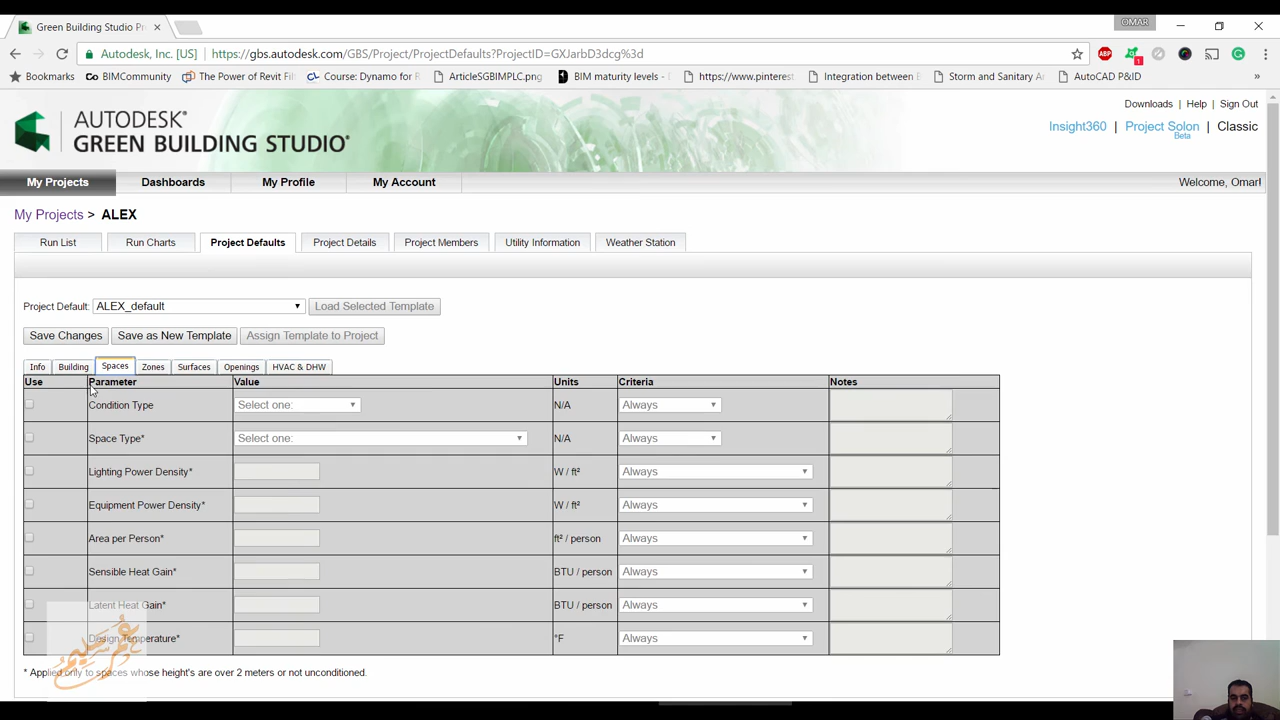 Green Building Studio Pr
OMAR
Autodesk, Inc. [US] https://gbs.autodesk.com/GBS/Project/ProjectDefaults?ProjectID=GXJarbD3dcg%3d
ABP 1
Bookmarks BIMCommunity The Power of Revit Fi Course: Dynamo for R ArticleSGBIMPLC.png BIM maturity levels - https://www.pinterest Integration between Storm and Sanitary A AutoCAD P&ID »
Downloads | Help | Sign Out
AUTODESK®
GREEN BUILDING STUDIO®
Insight360 | Project Solon | Classic
Beta
My Projects Dashboards My Profile My Account Welcome, Omar!
My Projects > ALEX
Run List Run Charts Project Defaults Project Details Project Members Utility Information Weather Station
Project Default: ALEX_default Load Selected Template
Save Changes Save as New Template Assign Template to Project
Info Building Spaces Zones Surfaces Openings HVAC & DHW
Use Parameter Value Units Criteria Notes
Condition Type Select one: N/A Always
Space Type* Select one: N/A Always
Lighting Power Density* W / ft² Always
Equipment Power Density* W / ft² Always
Area per Person* ft² / person Always
Sensible Heat Gain* BTU / person Always
Latent Heat Gain* BTU / person Always
Design Temperature* °F Always
* Applied only to spaces whose height's are over 2 meters or not unconditioned.
عمر سليم